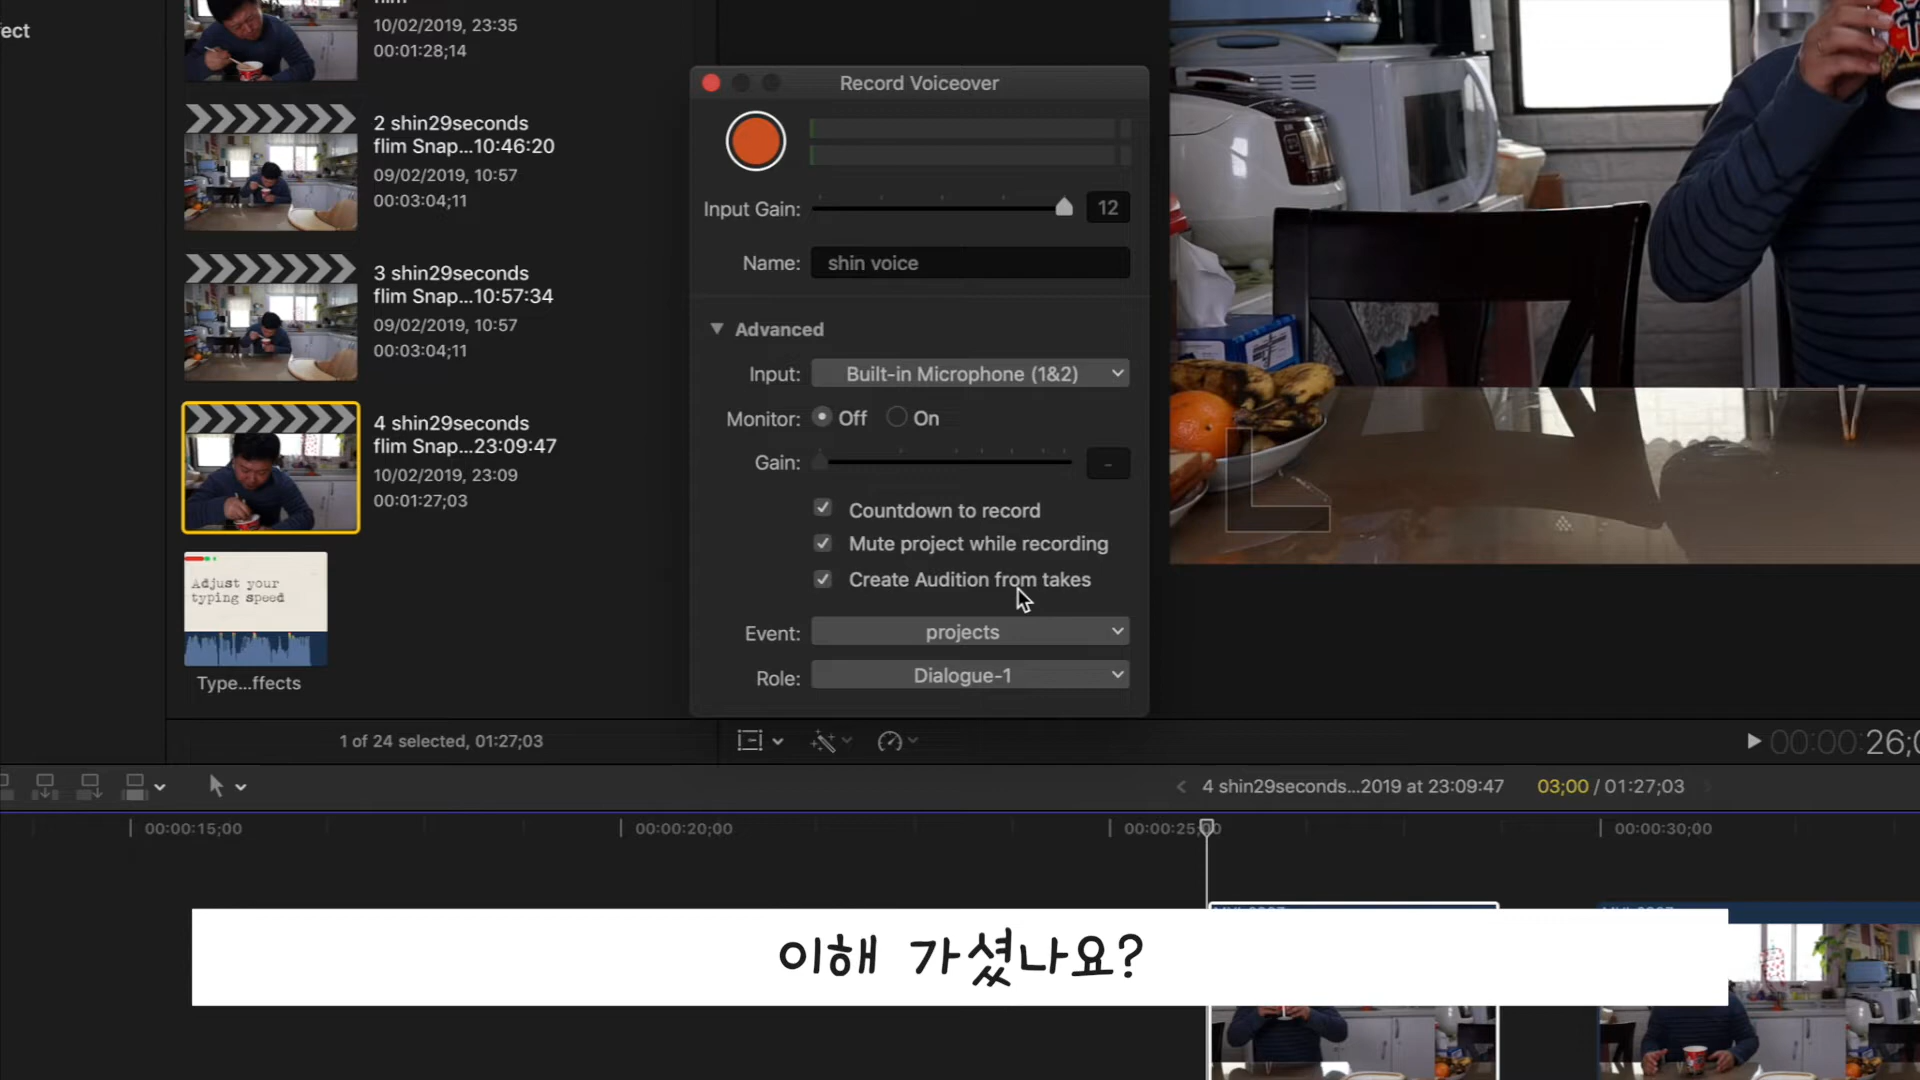 ect
10/02/2019, 23:35
00:01:28;14
2 shin29seconds
flim Snap...10:46:20
09/02/2019, 10:57
00:03:04;11
3 shin29seconds
flim Snap...10:57:34
09/02/2019, 10:57
00:03:04;11
4 shin29seconds
flim Snap...23:09:47
10/02/2019, 23:09
00:01:27;03
Adjust your
typing speed
Type...ffects
1 of 24 selected, 01:27;03
Record Voiceover
Input Gain: 12
Name: shin voice
Advanced
Input: Built-in Microphone (1&2)
Monitor: Off On
Gain: -
Countdown to record
Mute project while recording
Create Audition from takes
Event: projects
Role: Dialogue-1
00:00:26;0
4 shin29seconds...2019 at 23:09:47 03;00 / 01:27;03
00:00:15;00 00:00:20;00 00:00:25;00 00:00:30;00
이해 가셨나요?